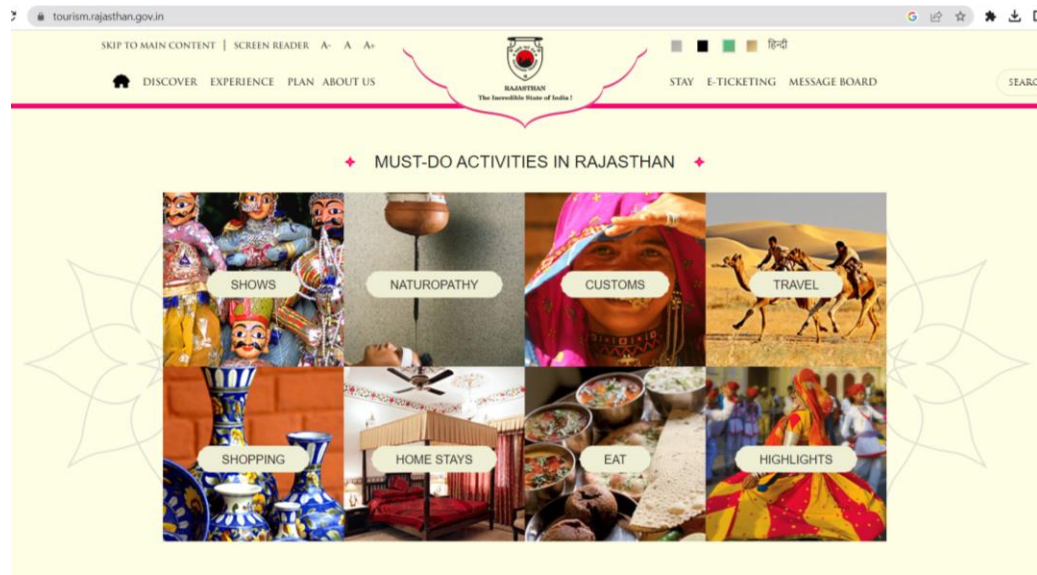 tourism.rajasthan.gov.in
SKIP TO MAIN CONTENT | SCREEN READER A- A A+
हिन्दी
DISCOVER EXPERIENCE PLAN ABOUT US
RAJASTHAN
The Incredible State of India !
STAY E-TICKETING MESSAGE BOARD
MUST-DO ACTIVITIES IN RAJASTHAN
SHOWS NATUROPATHY CUSTOMS TRAVEL
SHOPPING HOME STAYS EAT HIGHLIGHTS